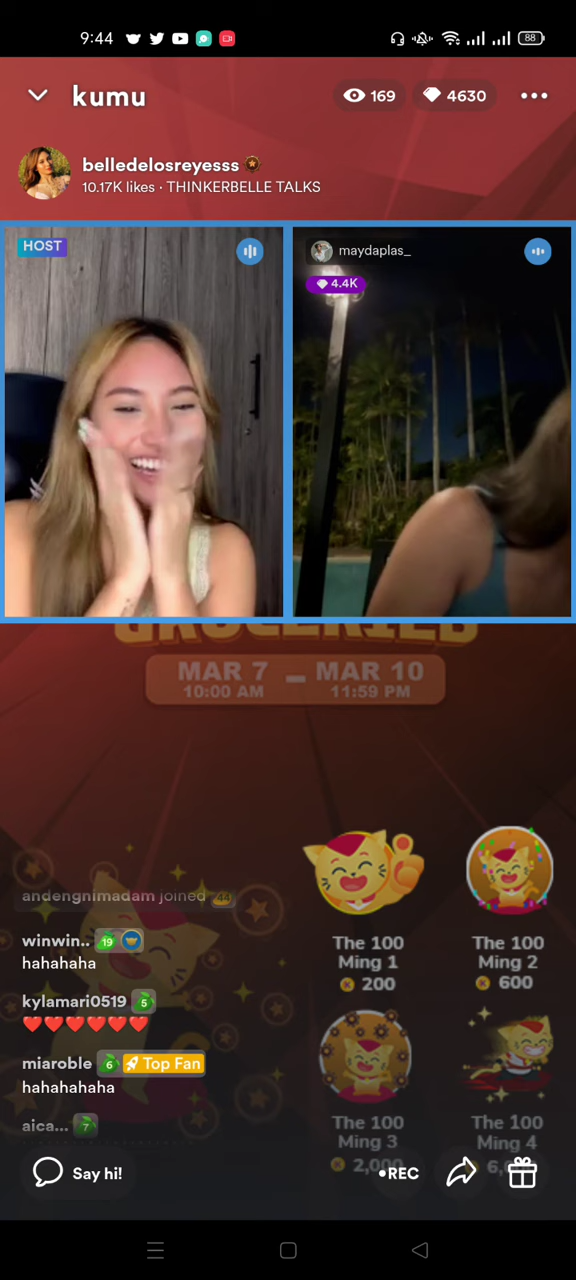 9:44
88
kumu
169
4630
belledelosreyesss
10.17K likes · THINKERBELLE TALKS
HOST
maydaplas_
4.4K
GROCERIES
MAR 7 – MAR 10
10:00 AM 11:59 PM
andengnimadam joined 44
winwin.. 19
hahahaha
kylamari0519 5
❤️❤️❤️❤️❤️❤️
miaroble 6 Top Fan
hahahahaha
aica... 7
The 100
Ming 1
200
The 100
Ming 2
600
The 100
Ming 3
2,000
The 100
Ming 4
Say hi!
•REC